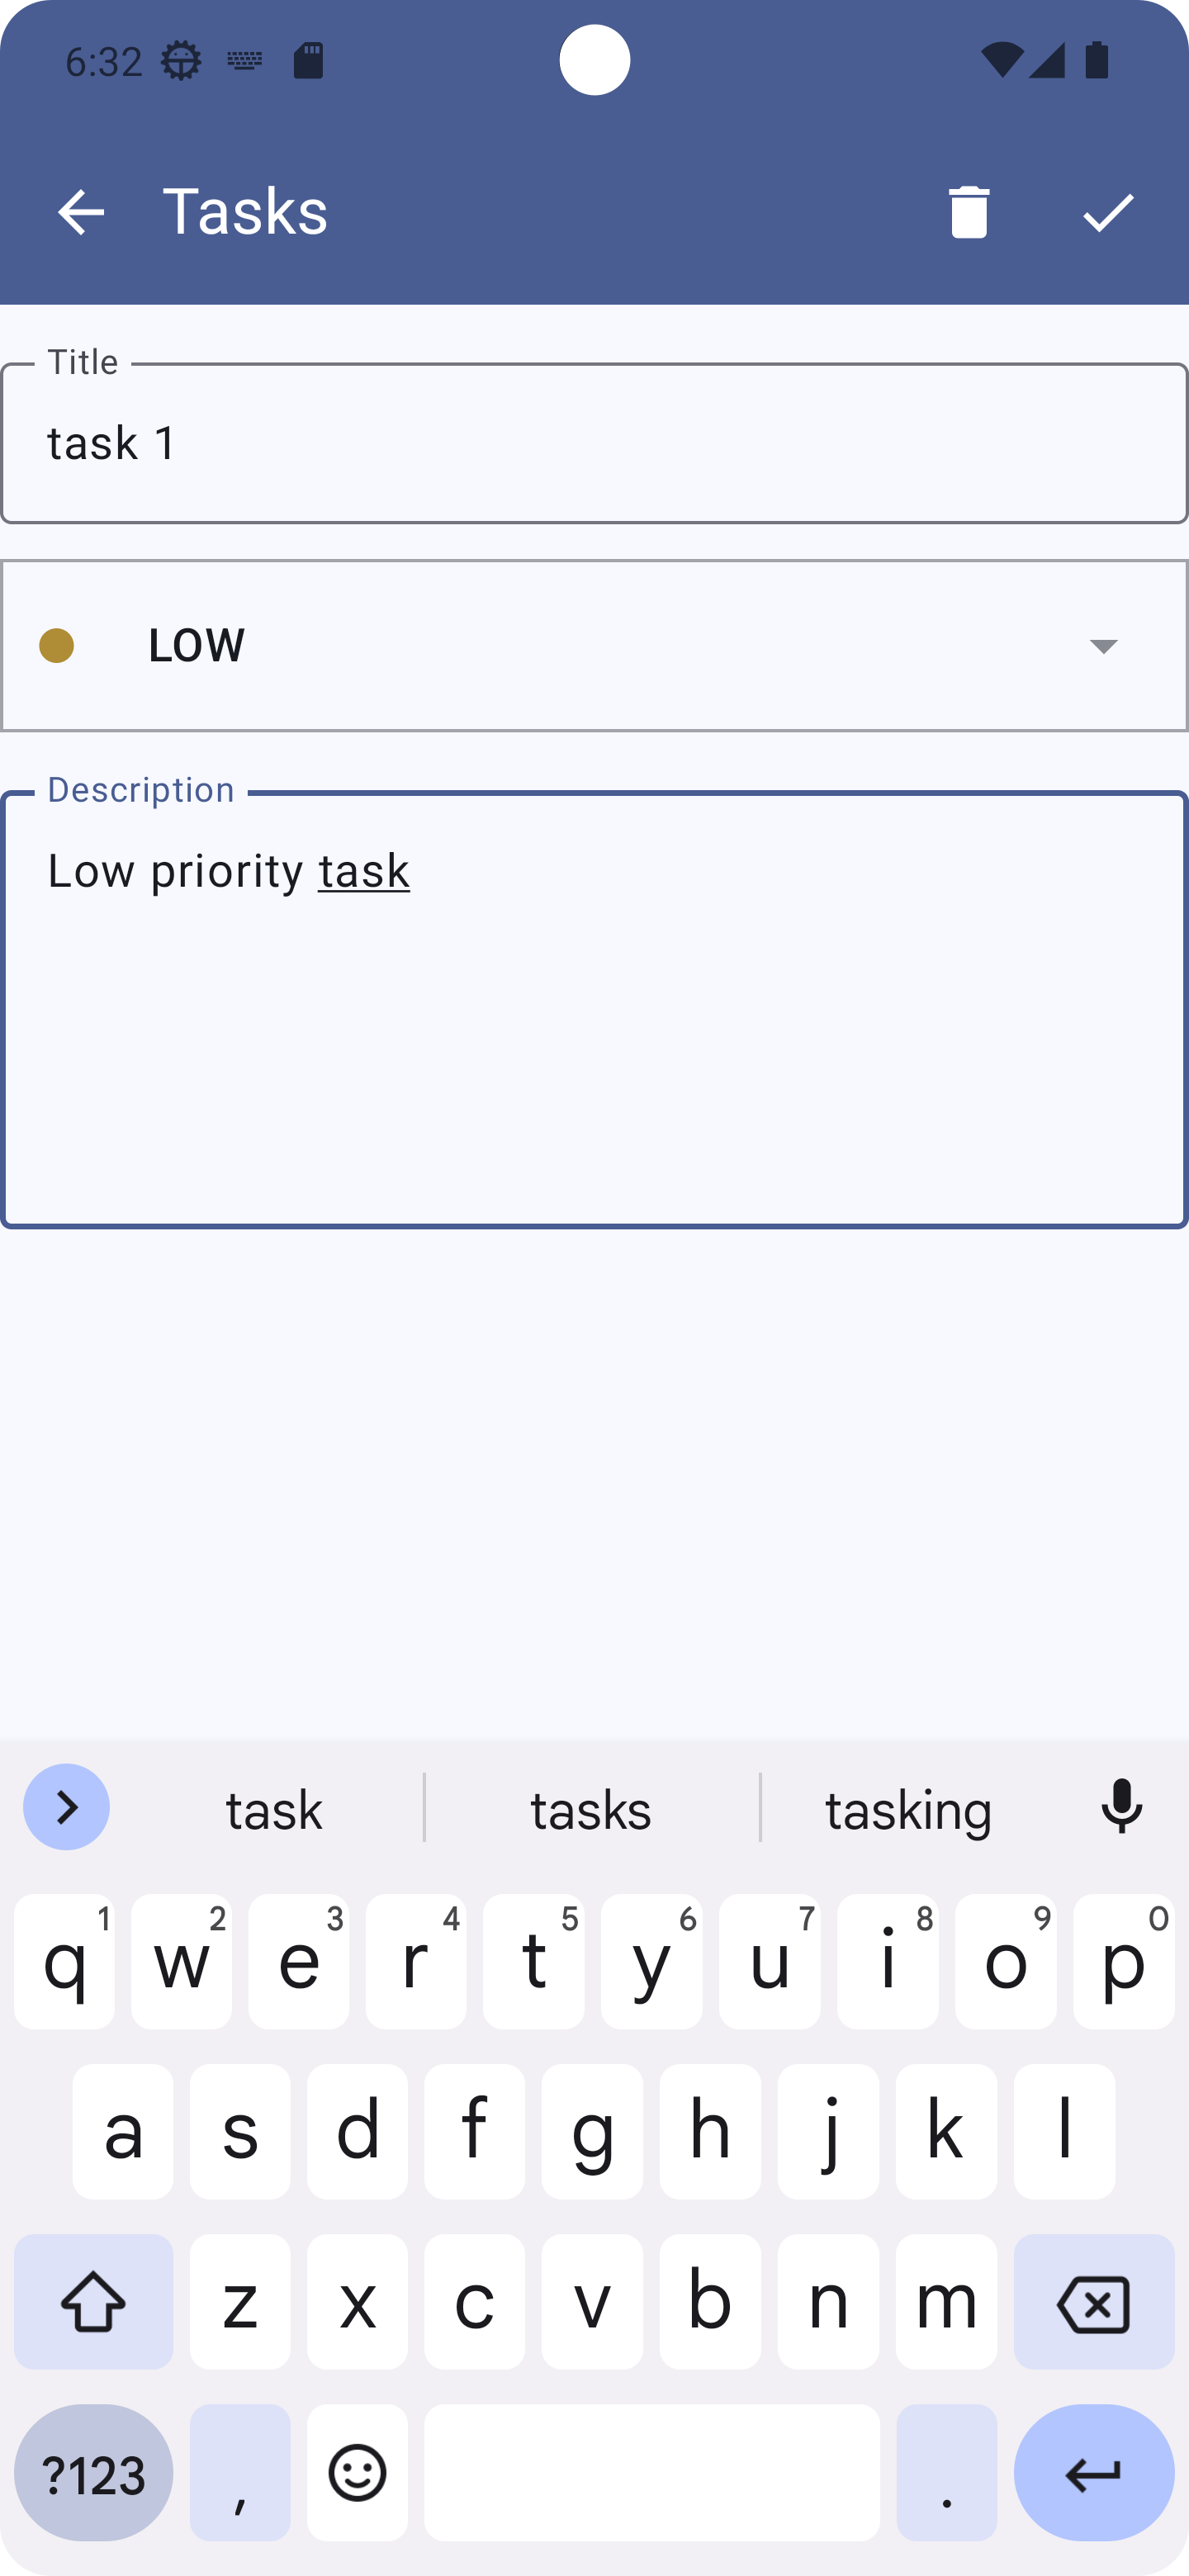 6:32
Tasks
Title
task 1
LOW
Description
Low priority task
task tasks tasking
q 1 w 2 e 3 r 4 t 5 y 6 u 7 i 8 o 9 p 0
a s d f g h j k l
z x c v b n m
?123 , .